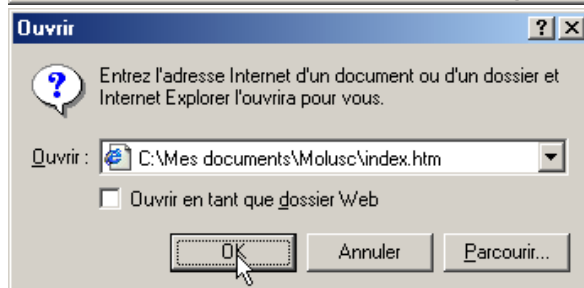 Ouvrir
Entrez l'adresse Internet d'un document ou d'un dossier et
Internet Explorer l'ouvrira pour vous.
Ouvrir : C:\Mes documents\Molusc\index.htm
Ouvrir en tant que dossier Web
OK Annuler Parcourir...